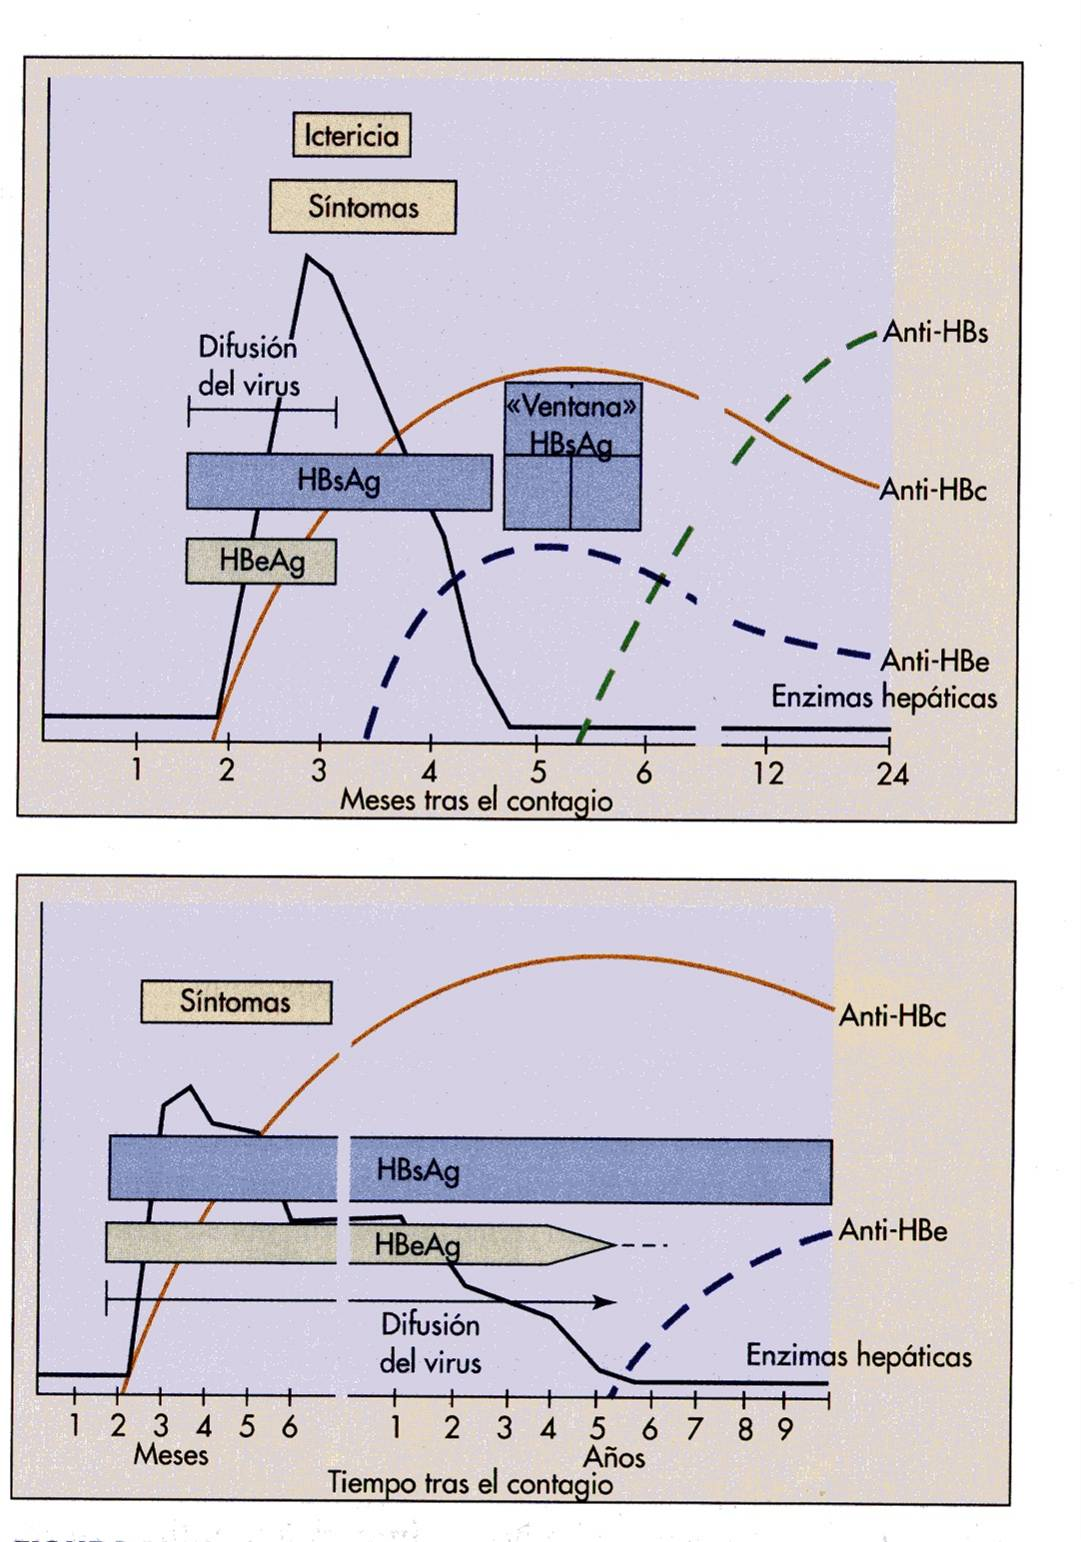 Ictericia
Síntomas
Difusión
del virus
«Ventana»
HBsAg
HBsAg
HBeAg
Anti-HBs
Anti-HBc
Anti-HBe
Enzimas hepáticas
1 2 3 4 5 6 12 24
Meses tras el contagio
Síntomas
Anti-HBc
HBsAg
HBeAg
Anti-HBe
Difusión
del virus
Enzimas hepáticas
1 2 3 4 5 6 1 2 3 4 5 6 7 8 9
Meses Años
Tiempo tras el contagio